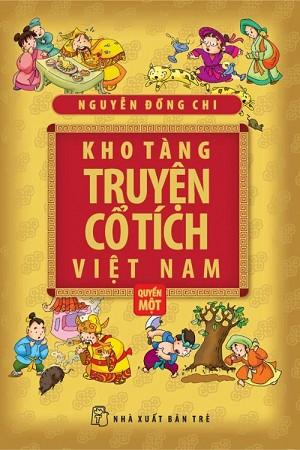 NGUYỄN ĐỔNG CHI
KHO TÀNG
TRUYỆN
CỔ TÍCH
VIỆT NAM
QUYỂN
MỘT
NHÀ XUẤT BẢN TRẺ